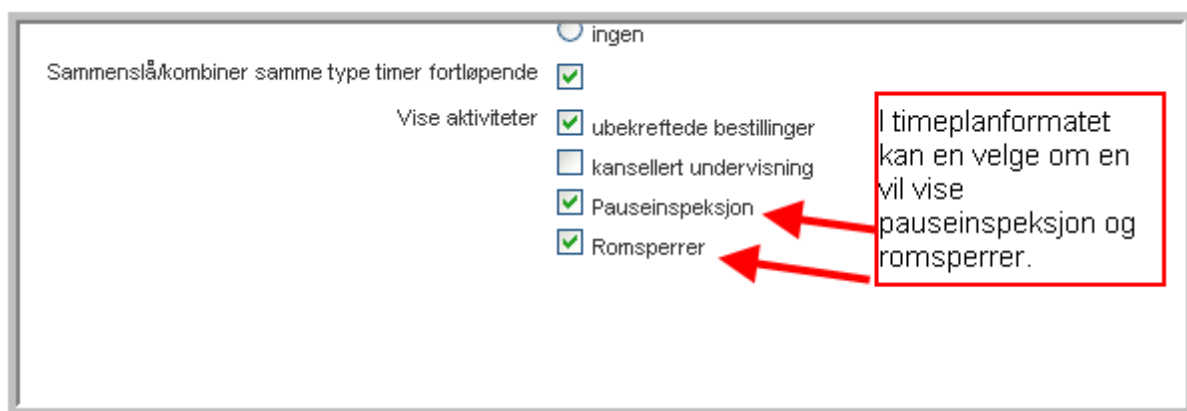 ingen
Sammenslå/kombiner samme type timer fortløpende
Vise aktiviteter
ubekreftede bestillinger
kansellert undervisning
Pauseinspeksjon
Romsperrer
I timeplanformatet
kan en velge om en
vil vise
pauseinspeksjon og
romsperrer.